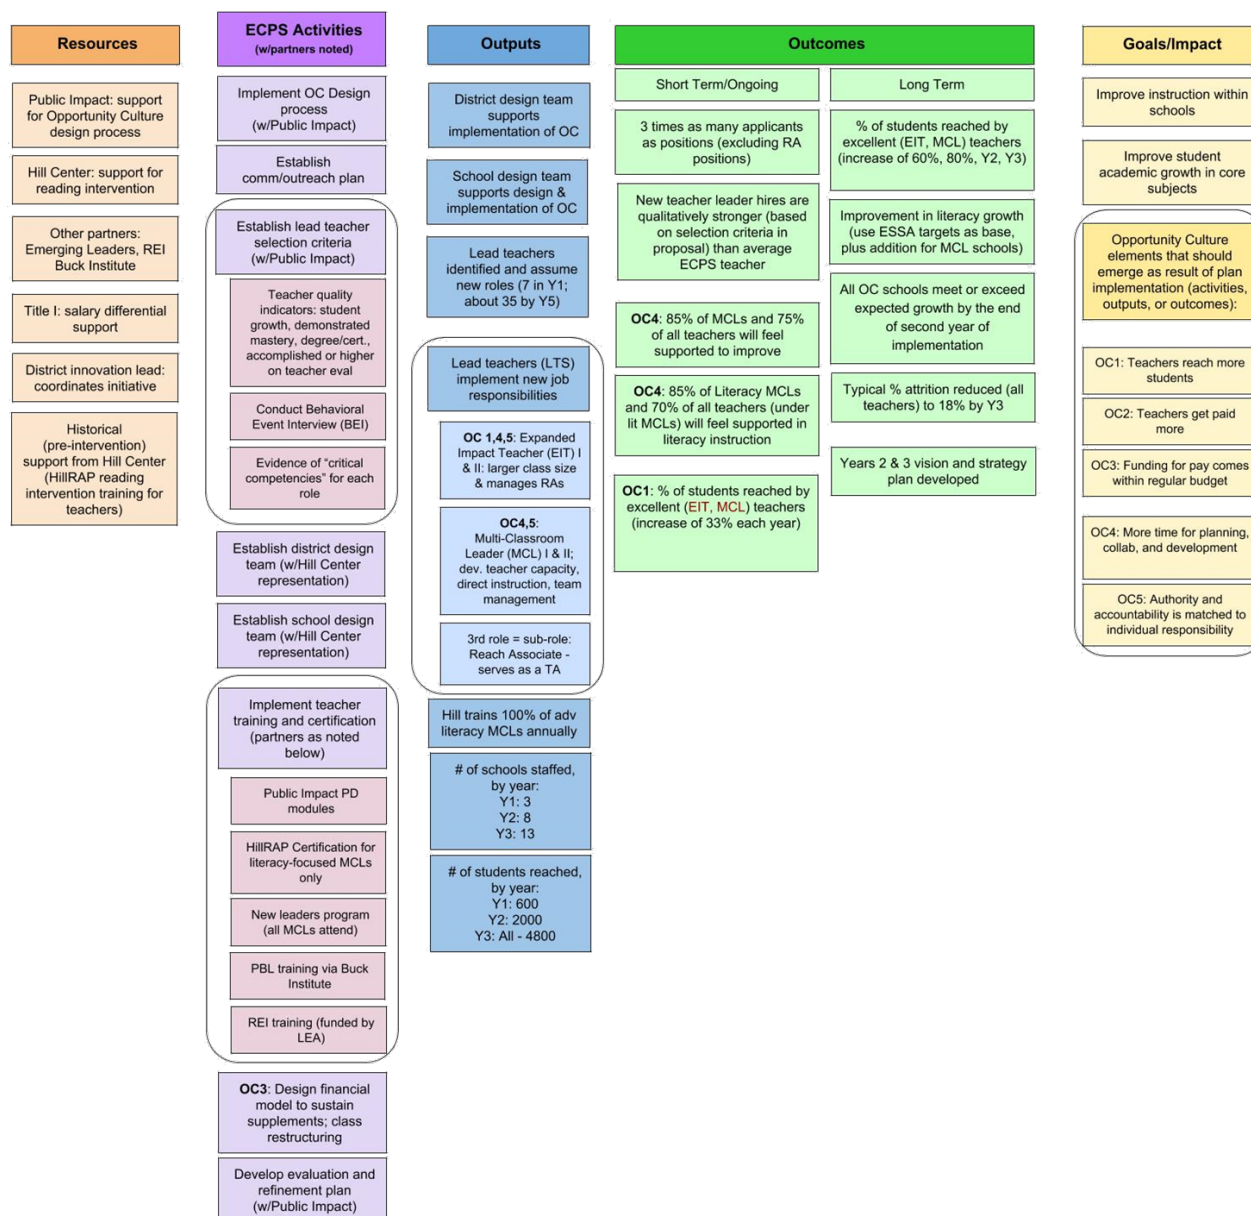 Resources
Public Impact: support
for Opportunity Culture
design process
Hill Center: support for
reading intervention
Other partners:
Emerging Leaders, REI
Buck Institute
Title I: salary differential
support
District innovation lead:
coordinates initiative
Historical
(pre-intervention)
support from Hill Center
(HillRAP reading
intervention training for
teachers)
ECPS Activities
(w/partners noted)
Implement OC Design
process
(w/Public Impact)
Establish
comm/outreach plan
Establish lead teacher
selection criteria
(w/Public Impact)
Teacher quality
indicators: student
growth, demonstrated
mastery, degree/cert.,
accomplished or higher
on teacher eval
Conduct Behavioral
Event Interview (BEI)
Evidence of “critical
competencies” for each
role
Establish district design
team (w/Hill Center
representation)
Establish school design
team (w/Hill Center
representation)
Implement teacher
training and certification
(partners as noted
below)
Public Impact PD
modules
HillRAP Certification for
literacy-focused MCLs
only
New leaders program
(all MCLs attend)
PBL training via Buck
Institute
REI training (funded by
LEA)
OC3: Design financial
model to sustain
supplements; class
restructuring
Develop evaluation and
refinement plan
(w/Public Impact)
Outputs
District design team
supports
implementation of OC
School design team
supports design &
implementation of OC
Lead teachers
identified and assume
new roles (7 in Y1;
about 35 by Y5)
Lead teachers (LTS)
implement new job
responsibilities
OC 1,4,5: Expanded
Impact Teacher (EIT) I
& II: larger class size
& manages RAs
OC4,5:
Multi-Classroom
Leader (MCL) I & II;
dev. teacher capacity,
direct instruction, team
management
3rd role = sub-role:
Reach Associate -
serves as a TA
Hill trains 100% of adv
literacy MCLs annually
# of schools staffed,
by year:
Y1: 3
Y2: 8
Y3: 13
# of students reached,
by year:
Y1: 600
Y2: 2000
Y3: All - 4800
Outcomes
Short Term/Ongoing
3 times as many applicants
as positions (excluding RA
positions)
New teacher leader hires are
qualitatively stronger (based
on selection criteria in
proposal) than average
ECPS teacher
OC4: 85% of MCLs and 75%
of all teachers will feel
supported to improve
OC4: 85% of Literacy MCLs
and 70% of all teachers (under
lit MCLs) will feel supported in
literacy instruction
OC1: % of students reached by
excellent (EIT, MCL) teachers
(increase of 33% each year)
Long Term
% of students reached by
excellent (EIT, MCL) teachers
(increase of 60%, 80%, Y2, Y3)
Improvement in literacy growth
(use ESSA targets as base,
plus addition for MCL schools)
All OC schools meet or exceed
expected growth by the end
of second year of
implementation
Typical % attrition reduced (all
teachers) to 18% by Y3
Years 2 & 3 vision and strategy
plan developed
Goals/Impact
Improve instruction within
schools
Improve student
academic growth in core
subjects
Opportunity Culture
elements that should
emerge as result of plan
implementation (activities,
outputs, or outcomes):
OC1: Teachers reach more
students
OC2: Teachers get paid
more
OC3: Funding for pay comes
within regular budget
OC4: More time for planning,
collab, and development
OC5: Authority and
accountability is matched to
individual responsibility